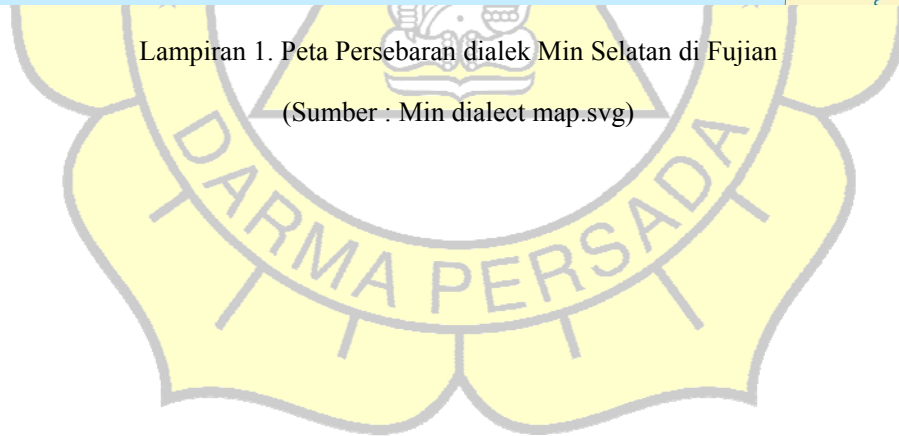 Lampiran 1. Peta Persebaran dialek Min Selatan di Fujian
(Sumber : Min dialect map.svg)
DARMA PERSADA